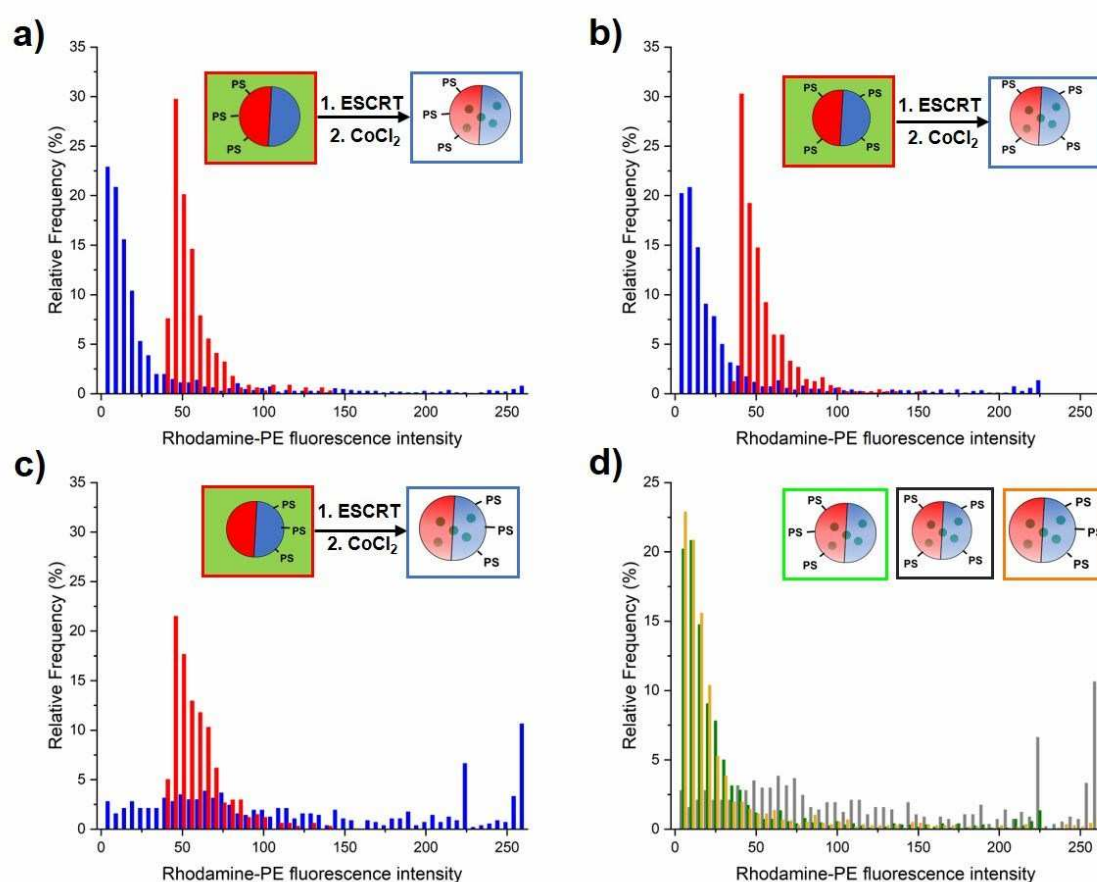 a)
Relative Frequency (%)
35
30
25
20
15
10
5
0
PS
PS
PS
1. ESCRT
2. CoCl₂
PS
PS
PS
0 50 100 150 200 250
Rhodamine-PE fluorescence intensity
b)
Relative Frequency (%)
35
30
25
20
15
10
5
0
PS PS
PS PS
1. ESCRT
2. CoCl₂
PS PS
PS PS
0 50 100 150 200 250
Rhodamine-PE fluorescence intensity
c)
Relative Frequency (%)
35
30
25
20
15
10
5
0
PS
PS
PS
1. ESCRT
2. CoCl₂
PS
PS
PS
0 50 100 150 200 250
Rhodamine-PE fluorescence intensity
d)
Relative Frequency (%)
25
20
15
10
5
0
PS
PS
PS
PS PS
PS PS
PS
PS
PS
0 50 100 150 200 250
Rhodamine-PE fluorescence intensity